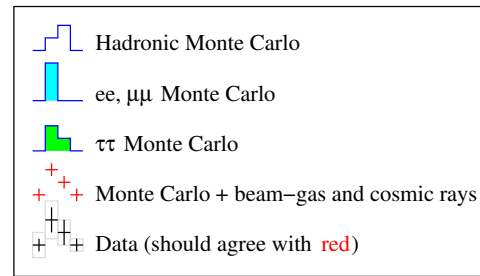 Hadronic Monte Carlo
ee, μμ Monte Carlo
ττ Monte Carlo
Monte Carlo + beam−gas and cosmic rays
Data (should agree with red)